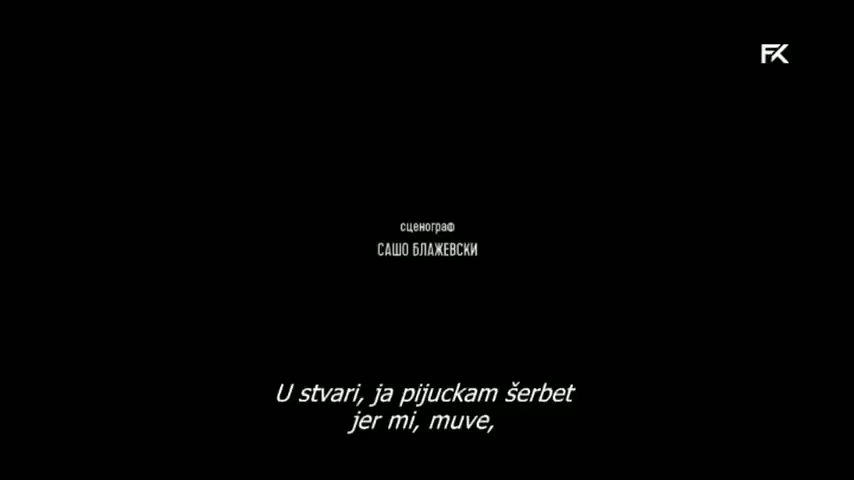 FK
сценограф
САШО БЛАЖЕВСКИ
U stvari, ja pijuckam šerbet
jer mi, muve,